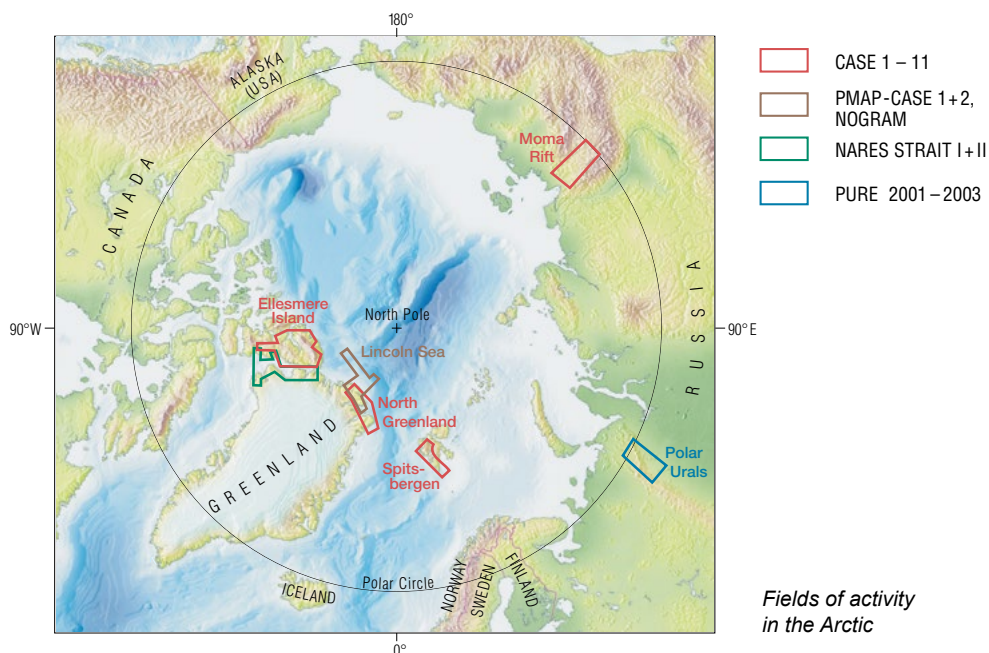 180°
ALASKA
(USA)
CANADA
Moma
Rift
Ellesmere
Island
North Pole
90°W
90°E
RUSSIA
Lincoln Sea
North
Greenland
GREENLAND
Spits-
bergen
Polar
Urals
Polar Circle
ICELAND
NORWAY
SWEDEN
FINLAND
0°
CASE 1 – 11
PMAP-CASE 1+2,
NOGRAM
NARES STRAIT I+II
PURE 2001–2003
Fields of activity
in the Arctic